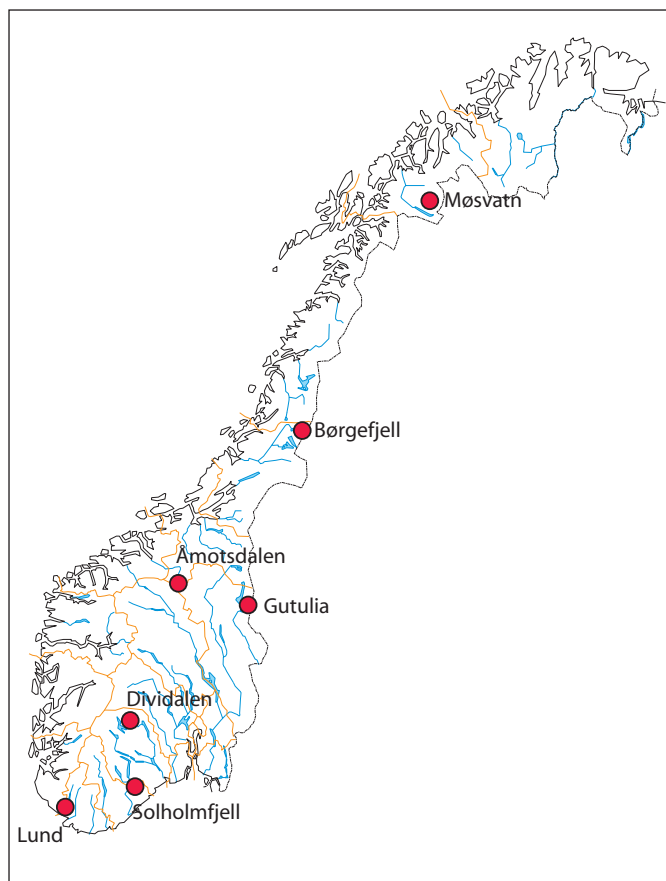 Møsvatn
Børgefjell
Åmotsdalen
Gutulia
Dividalen
Solholmfjell
Lund